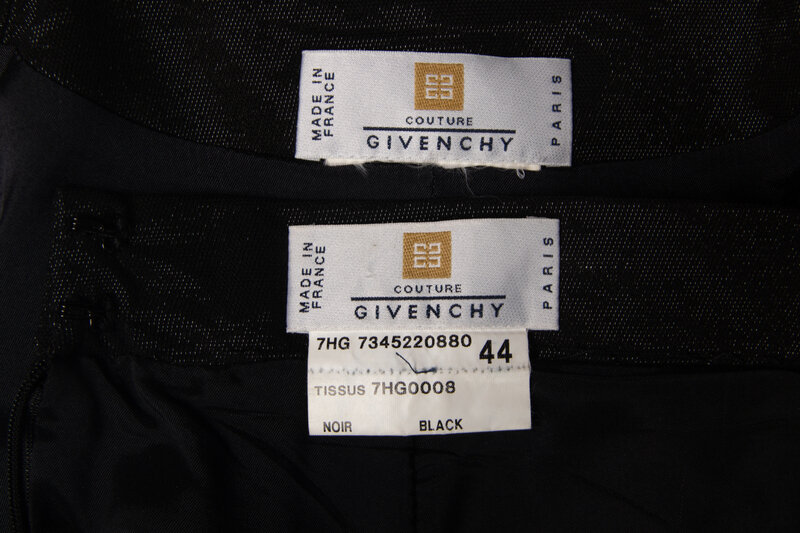 MADE IN
FRANCE
COUTURE
GIVENCHY
PARIS
MADE IN
FRANCE
COUTURE
GIVENCHY
PARIS
7HG 7345220880 44
TISSUS 7HG0008
NOIR BLACK